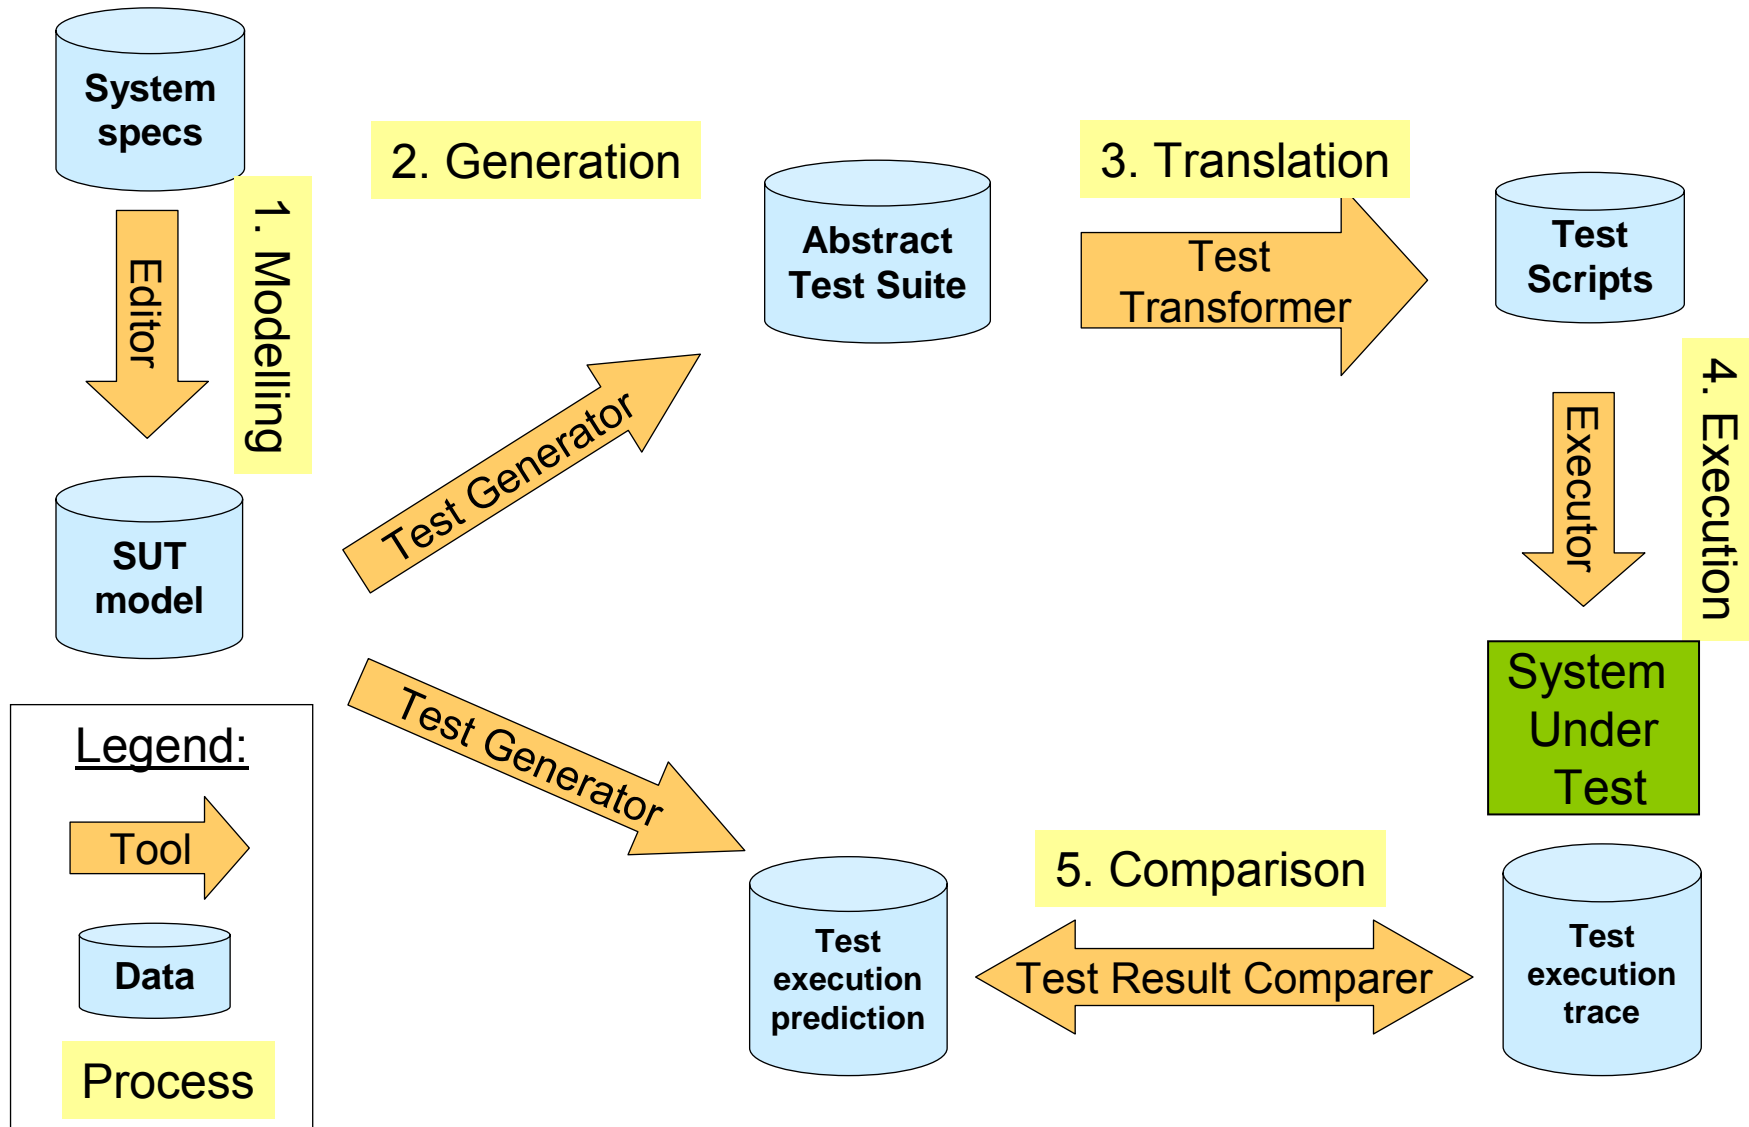 System
specs
1. Modelling
Editor
SUT
model
2. Generation
Test Generator
Abstract
Test Suite
3. Translation
Test
Transformer
Test
Scripts
4. Execution
Executor
System
Under
Test
Test Generator
Test
execution
prediction
5. Comparison
Test Result Comparer
Test
execution
trace
Legend:
Tool
Data
Process